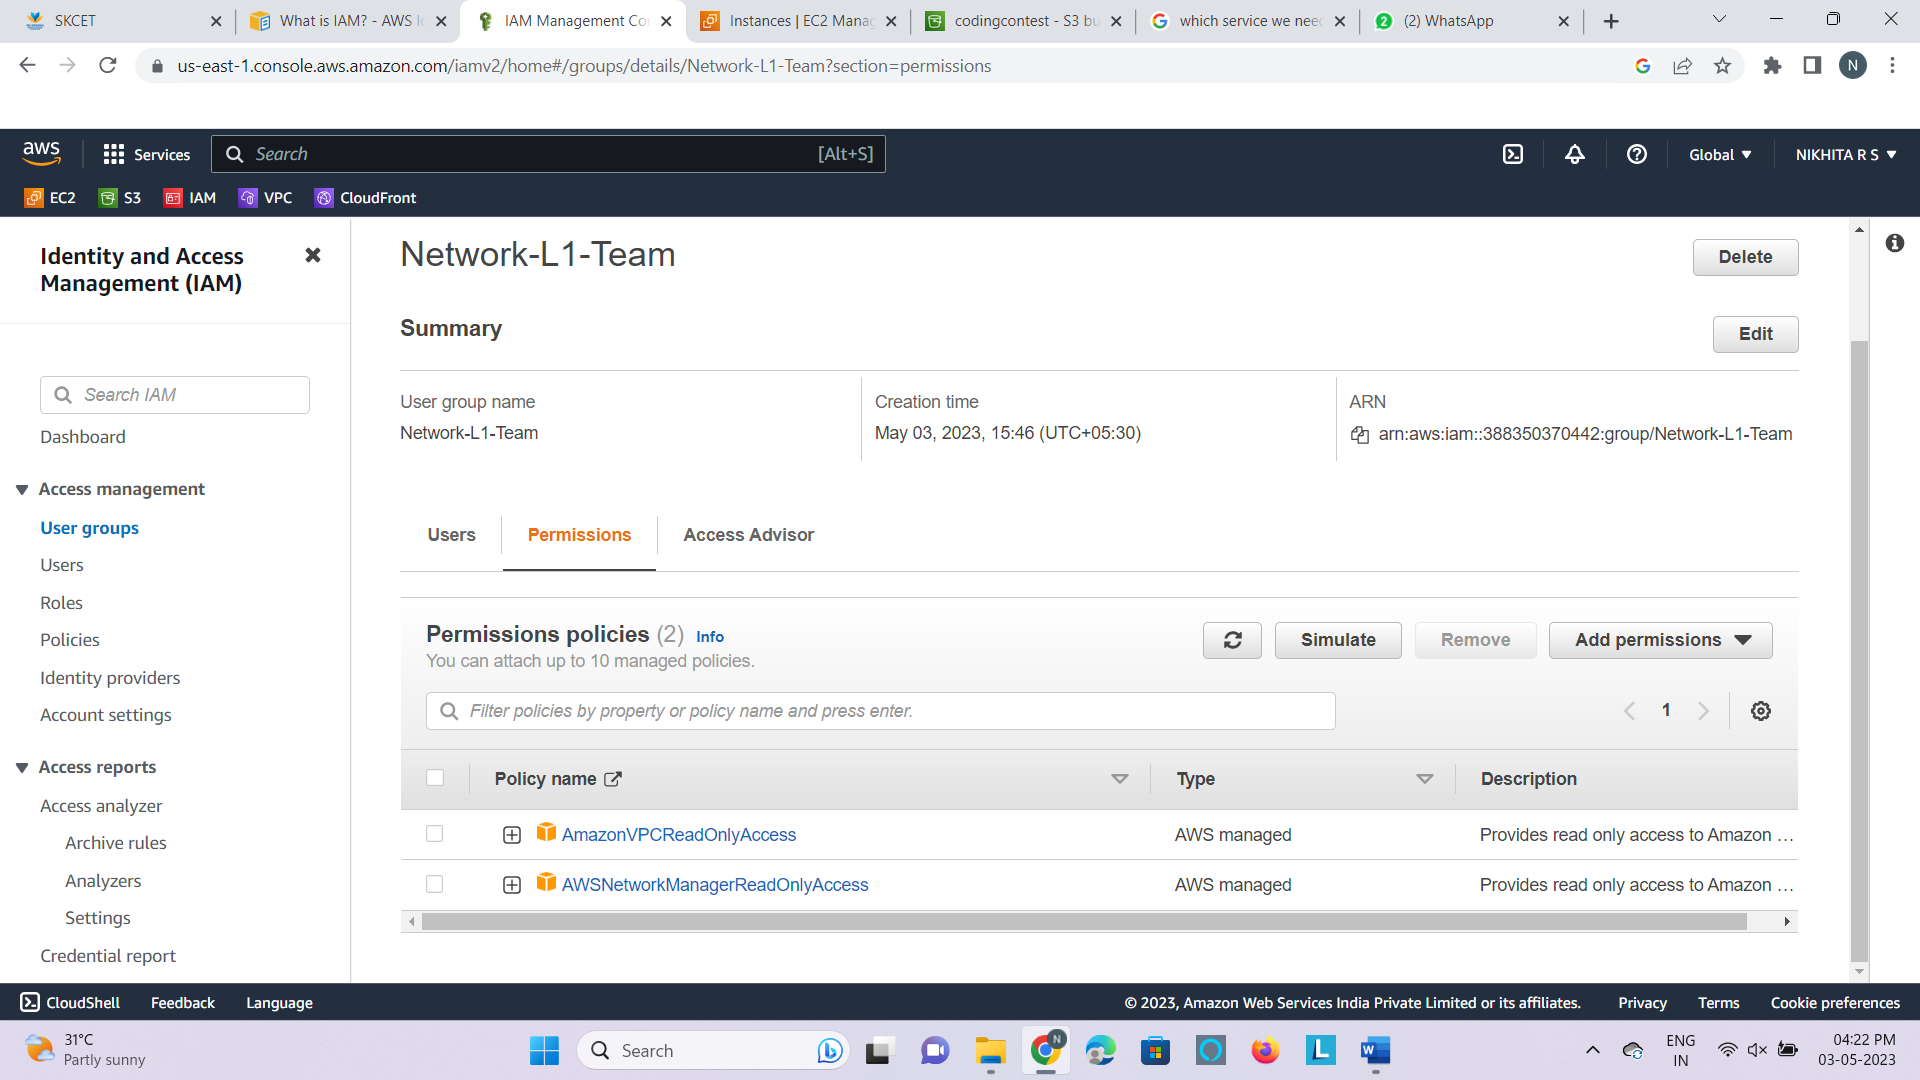 SKCET
What is IAM? - AWS Id
IAM Management Co
Instances | EC2 Manag
codingcontest - S3 bu
which service we need
(2) WhatsApp
us-east-1.console.aws.amazon.com/iamv2/home#/groups/details/Network-L1-Team?section=permissions
N
aws
Services
Search
[Alt+S]
Global
NIKHITA R S
EC2
S3
IAM
VPC
CloudFront
Identity and Access
Management (IAM)
Search IAM
Dashboard
Access management
User groups
Users
Roles
Policies
Identity providers
Account settings
Access reports
Access analyzer
Archive rules
Analyzers
Settings
Credential report
Network-L1-Team
Delete
Summary
Edit
User group name
Network-L1-Team
Creation time
May 03, 2023, 15:46 (UTC+05:30)
ARN
arn:aws:iam::388350370442:group/Network-L1-Team
Users
Permissions
Access Advisor
Permissions policies (2) Info
You can attach up to 10 managed policies.
Simulate
Remove
Add permissions
Filter policies by property or policy name and press enter.
1
Policy name
Type
Description
AmazonVPCReadOnlyAccess
AWS managed
Provides read only access to Amazon ...
AWSNetworkManagerReadOnlyAccess
AWS managed
Provides read only access to Amazon ...
CloudShell
Feedback
Language
© 2023, Amazon Web Services India Private Limited or its affiliates.
Privacy
Terms
Cookie preferences
31°C
Partly sunny
Search
N
L
W
ENG
IN
04:22 PM
03-05-2023